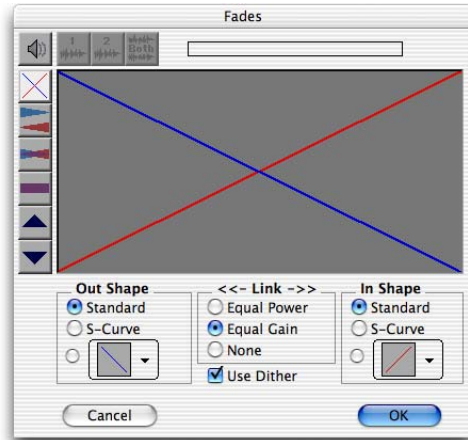 Fades
1 2 Both
Out Shape <<- Link ->> In Shape
Standard Equal Power Standard
S-Curve Equal Gain S-Curve
None
Use Dither
Cancel OK